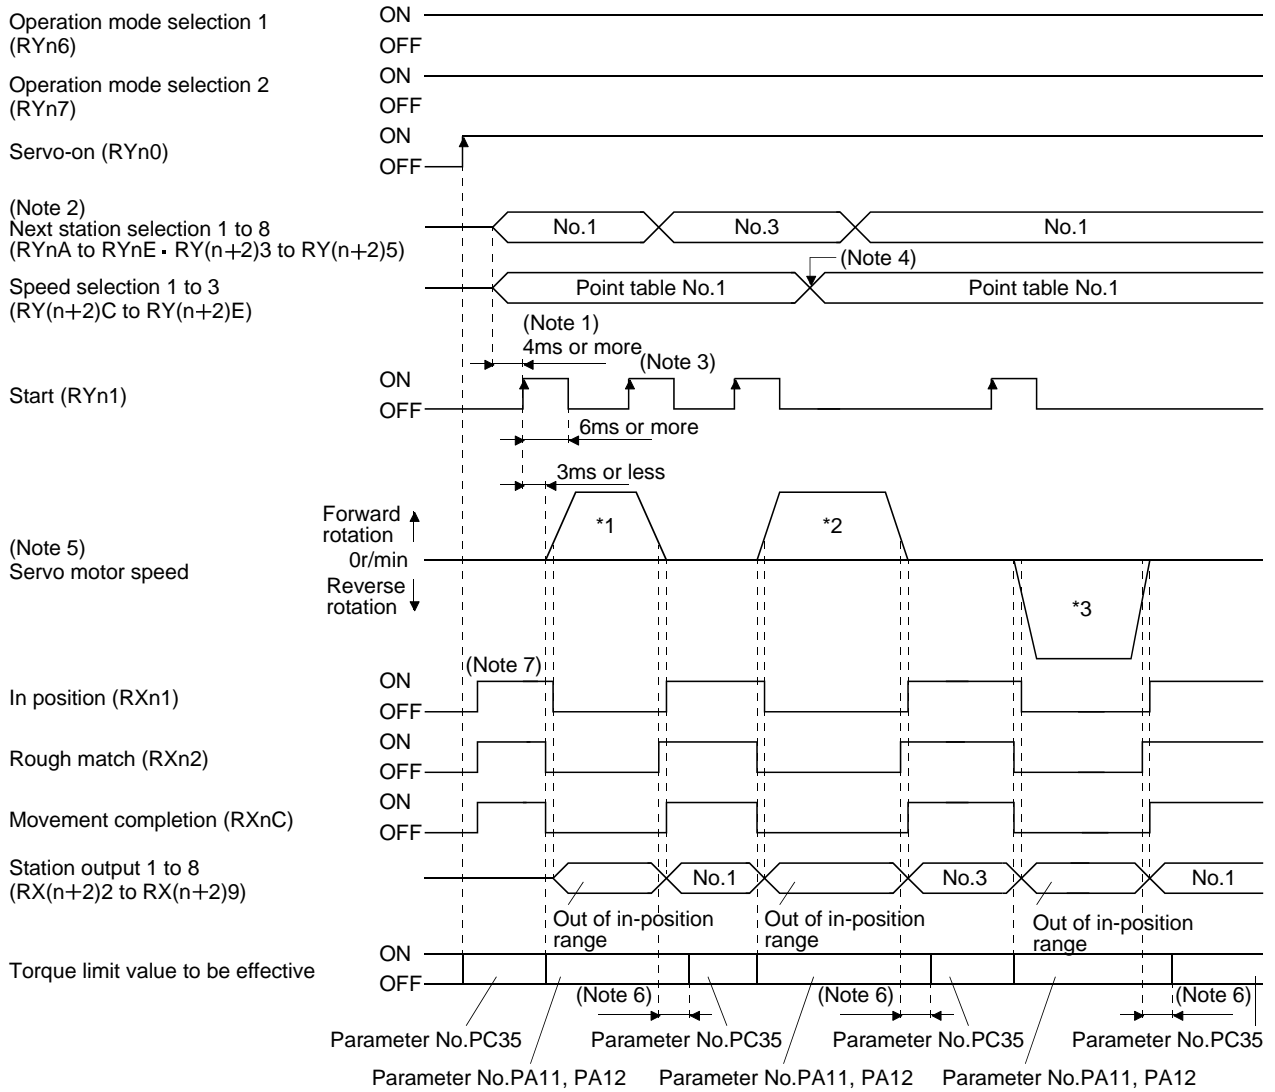 Operation mode selection 1
(RYn6)
ON
OFF
Operation mode selection 2
(RYn7)
ON
OFF
Servo-on (RYn0)
ON
OFF
(Note 2)
Next station selection 1 to 8
(RYnA to RYnE · RY(n+2)3 to RY(n+2)5)
No.1
No.3
No.1
(Note 4)
Speed selection 1 to 3
(RY(n+2)C to RY(n+2)E)
Point table No.1
Point table No.1
(Note 1)
4ms or more
(Note 3)
Start (RYn1)
ON
OFF
6ms or more
3ms or less
(Note 5)
Servo motor speed
Forward
rotation
0r/min
Reverse
rotation
*1
*2
*3
(Note 7)
In position (RXn1)
ON
OFF
Rough match (RXn2)
ON
OFF
Movement completion (RXnC)
ON
OFF
Station output 1 to 8
(RX(n+2)2 to RX(n+2)9)
No.1
No.3
No.1
Out of in-position
range
Out of in-position
range
Out of in-position
range
Torque limit value to be effective
ON
OFF
(Note 6)
(Note 6)
(Note 6)
Parameter No.PC35
Parameter No.PC35
Parameter No.PC35
Parameter No.PC35
Parameter No.PA11, PA12
Parameter No.PA11, PA12
Parameter No.PA11, PA12